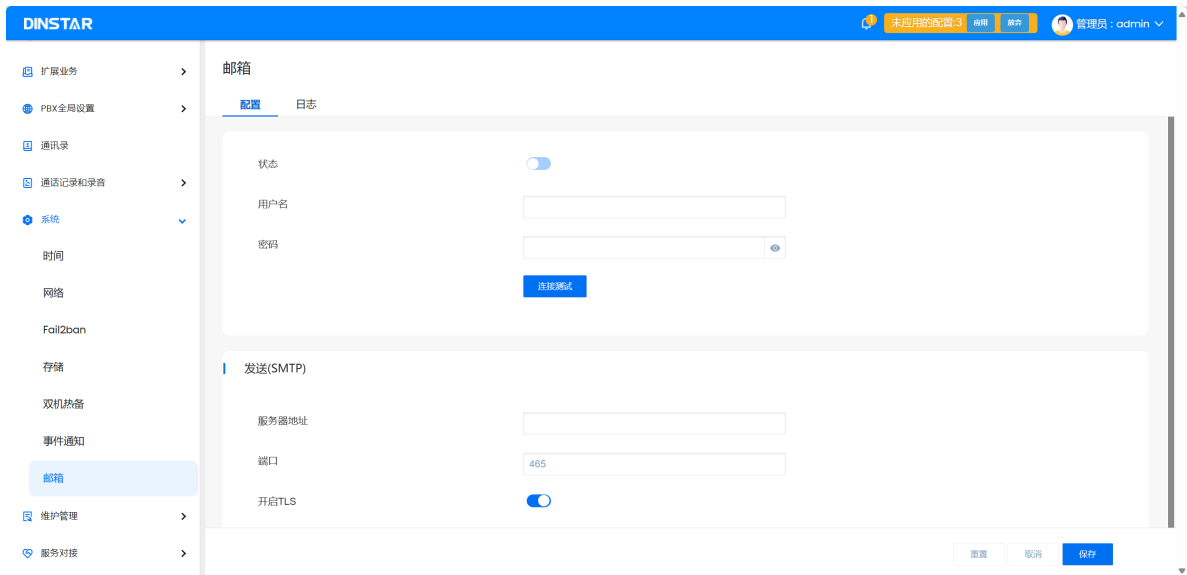 DINSTAR
1
未应用的配置:3 应用 放弃
管理员 : admin
扩展业务
PBX全局设置
通讯录
通话记录和录音
系统
时间
网络
Fail2ban
存储
双机热备
事件通知
邮箱
维护管理
服务对接
邮箱
配置 日志
状态
用户名
密码
连接测试
发送(SMTP)
服务器地址
端口 465
开启TLS
重置 取消 保存